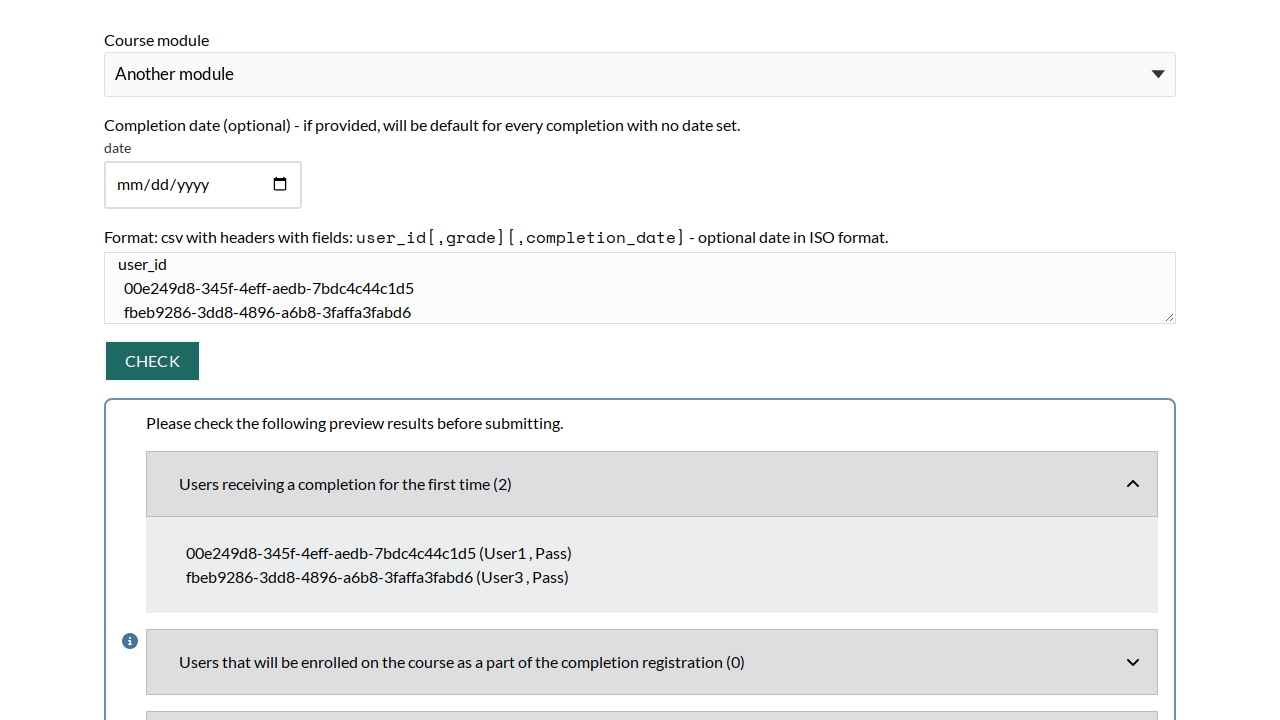 Course module
Another module
Completion date (optional) - if provided, will be default for every completion with no date set.
date
mm/dd/yyyy
Format: csv with headers with fields: user_id[,grade][,completion_date] - optional date in ISO format.
user_id
00e249d8-345f-4eff-aedb-7bdc4c44c1d5
fbeb9286-3dd8-4896-a6b8-3faffa3fabd6
CHECK
Please check the following preview results before submitting.
Users receiving a completion for the first time (2)
00e249d8-345f-4eff-aedb-7bdc4c44c1d5 (User1 , Pass)
fbeb9286-3dd8-4896-a6b8-3faffa3fabd6 (User3 , Pass)
Users that will be enrolled on the course as a part of the completion registration (0)